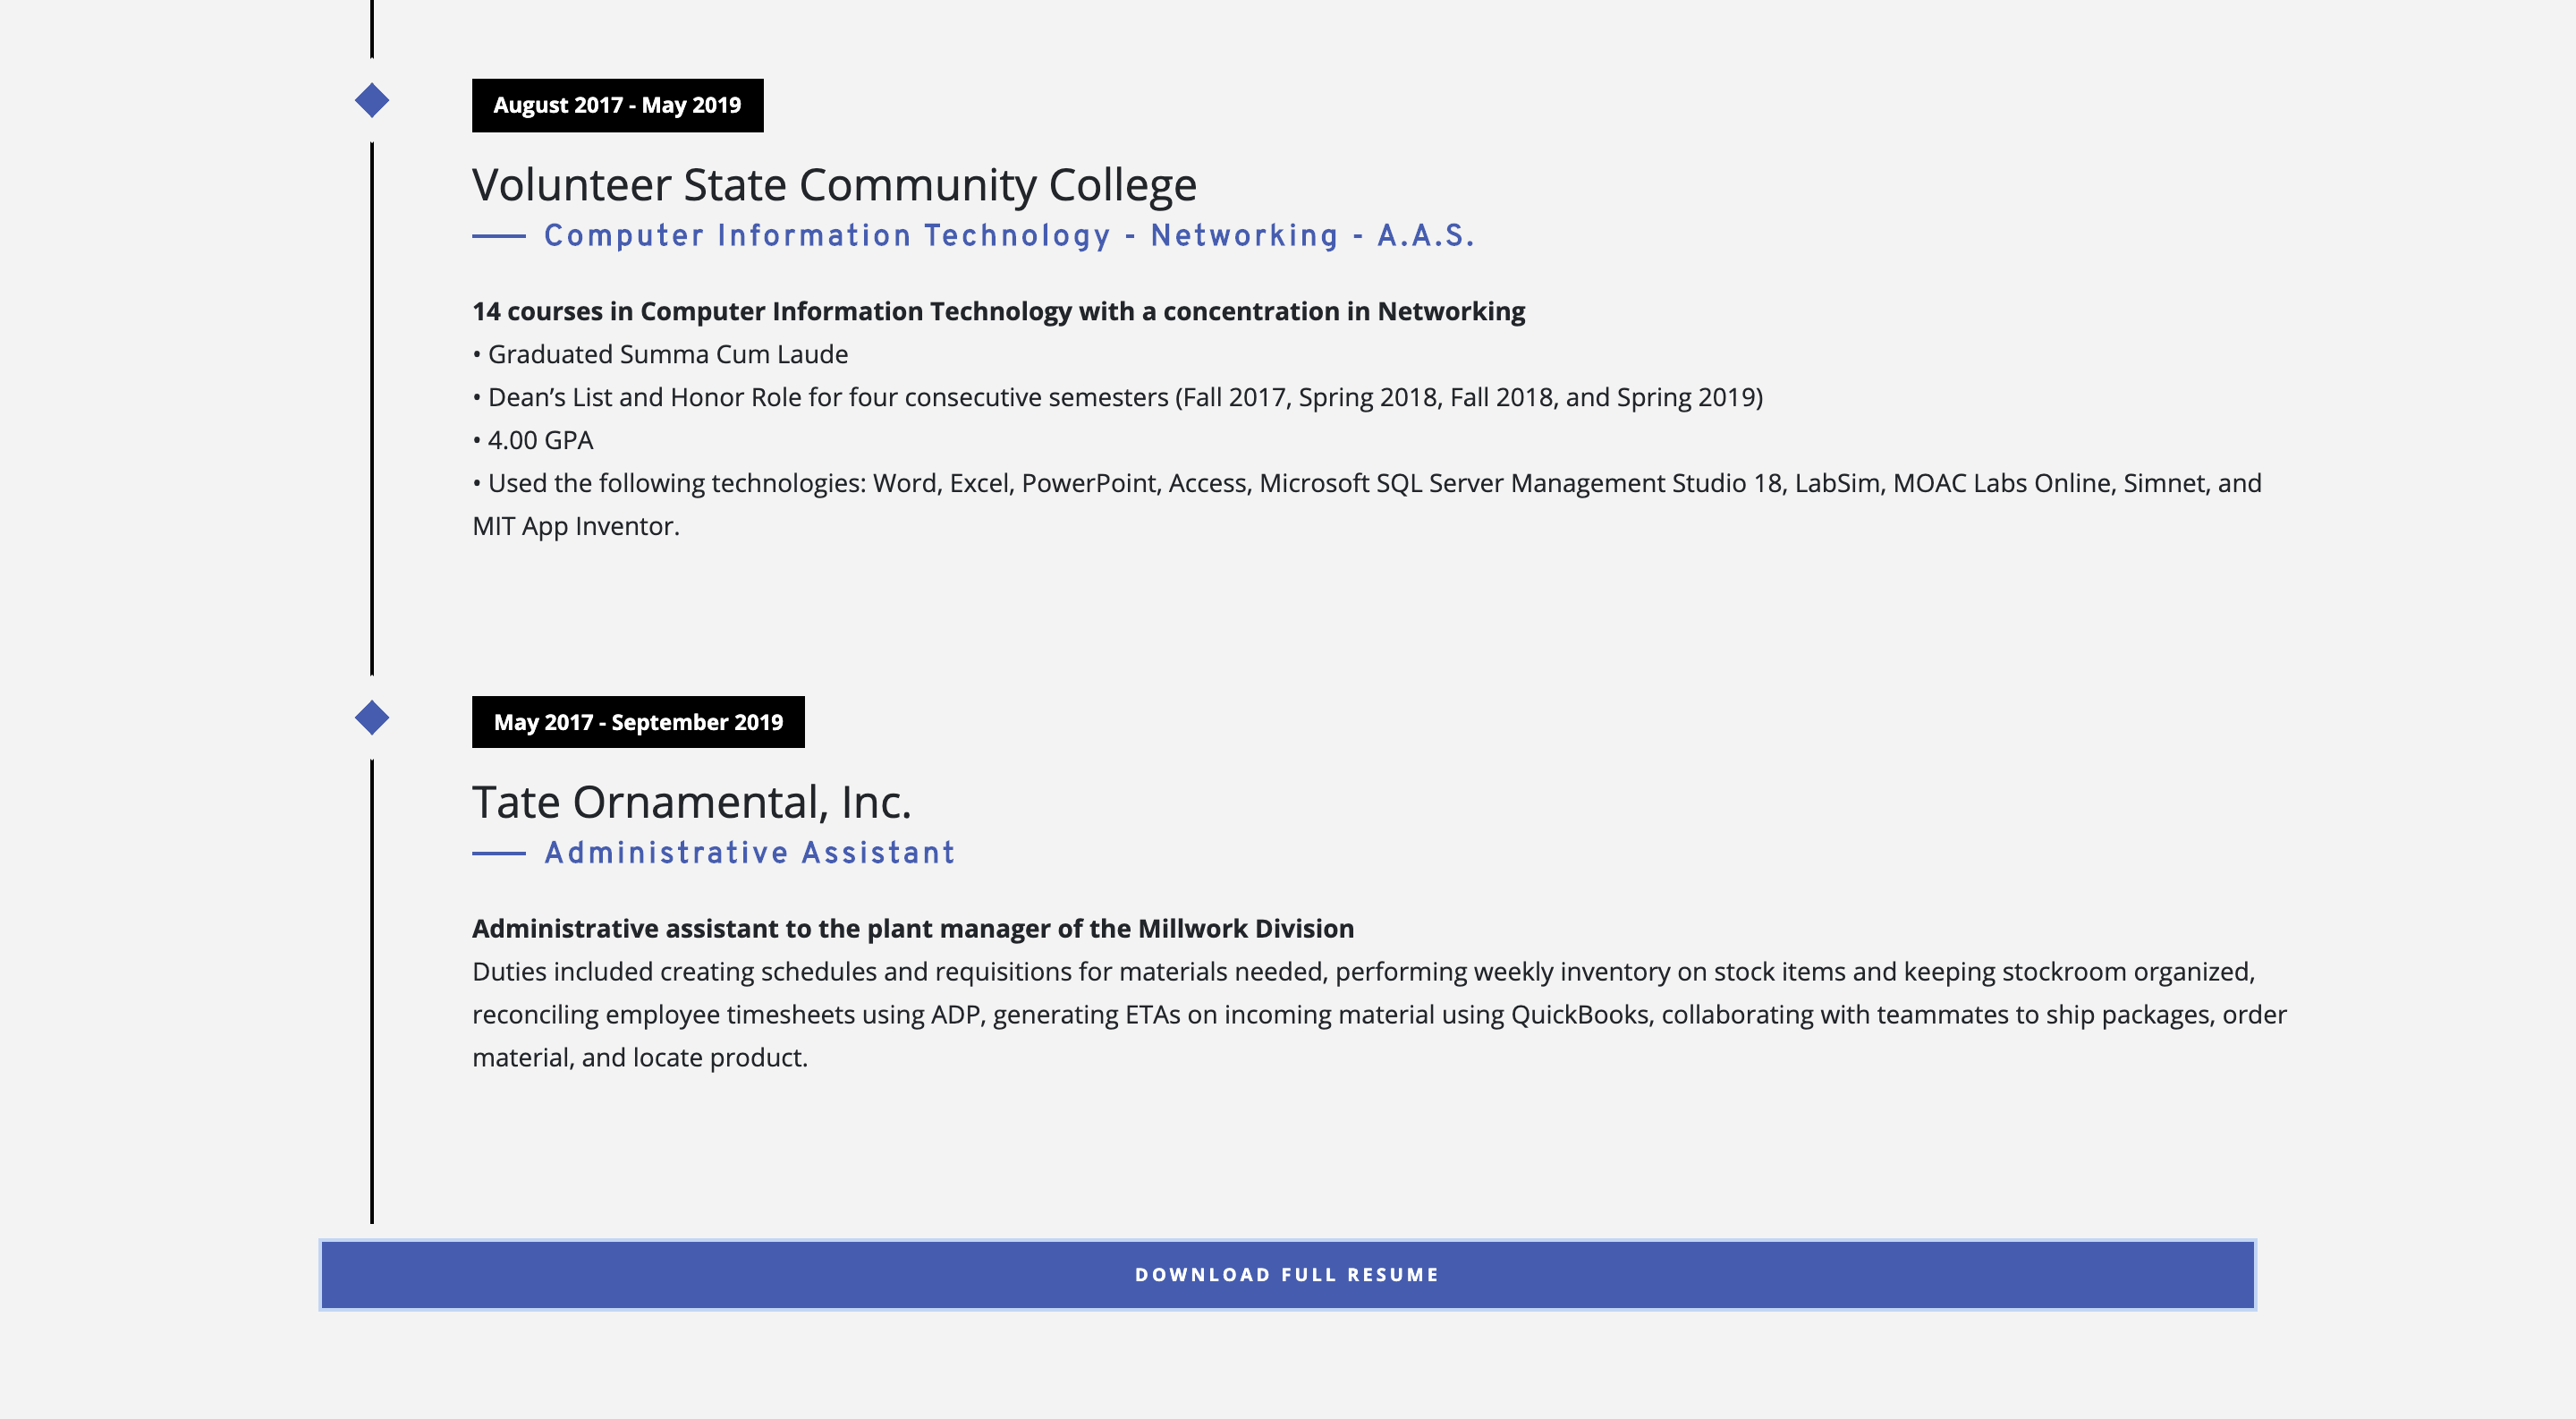 August 2017 - May 2019
Volunteer State Community College
Computer Information Technology - Networking - A.A.S.
14 courses in Computer Information Technology with a concentration in Networking
• Graduated Summa Cum Laude
• Dean’s List and Honor Role for four consecutive semesters (Fall 2017, Spring 2018, Fall 2018, and Spring 2019)
• 4.00 GPA
• Used the following technologies: Word, Excel, PowerPoint, Access, Microsoft SQL Server Management Studio 18, LabSim, MOAC Labs Online, Simnet, and
MIT App Inventor.
May 2017 - September 2019
Tate Ornamental, Inc.
Administrative Assistant
Administrative assistant to the plant manager of the Millwork Division
Duties included creating schedules and requisitions for materials needed, performing weekly inventory on stock items and keeping stockroom organized,
reconciling employee timesheets using ADP, generating ETAs on incoming material using QuickBooks, collaborating with teammates to ship packages, order
material, and locate product.
DOWNLOAD FULL RESUME